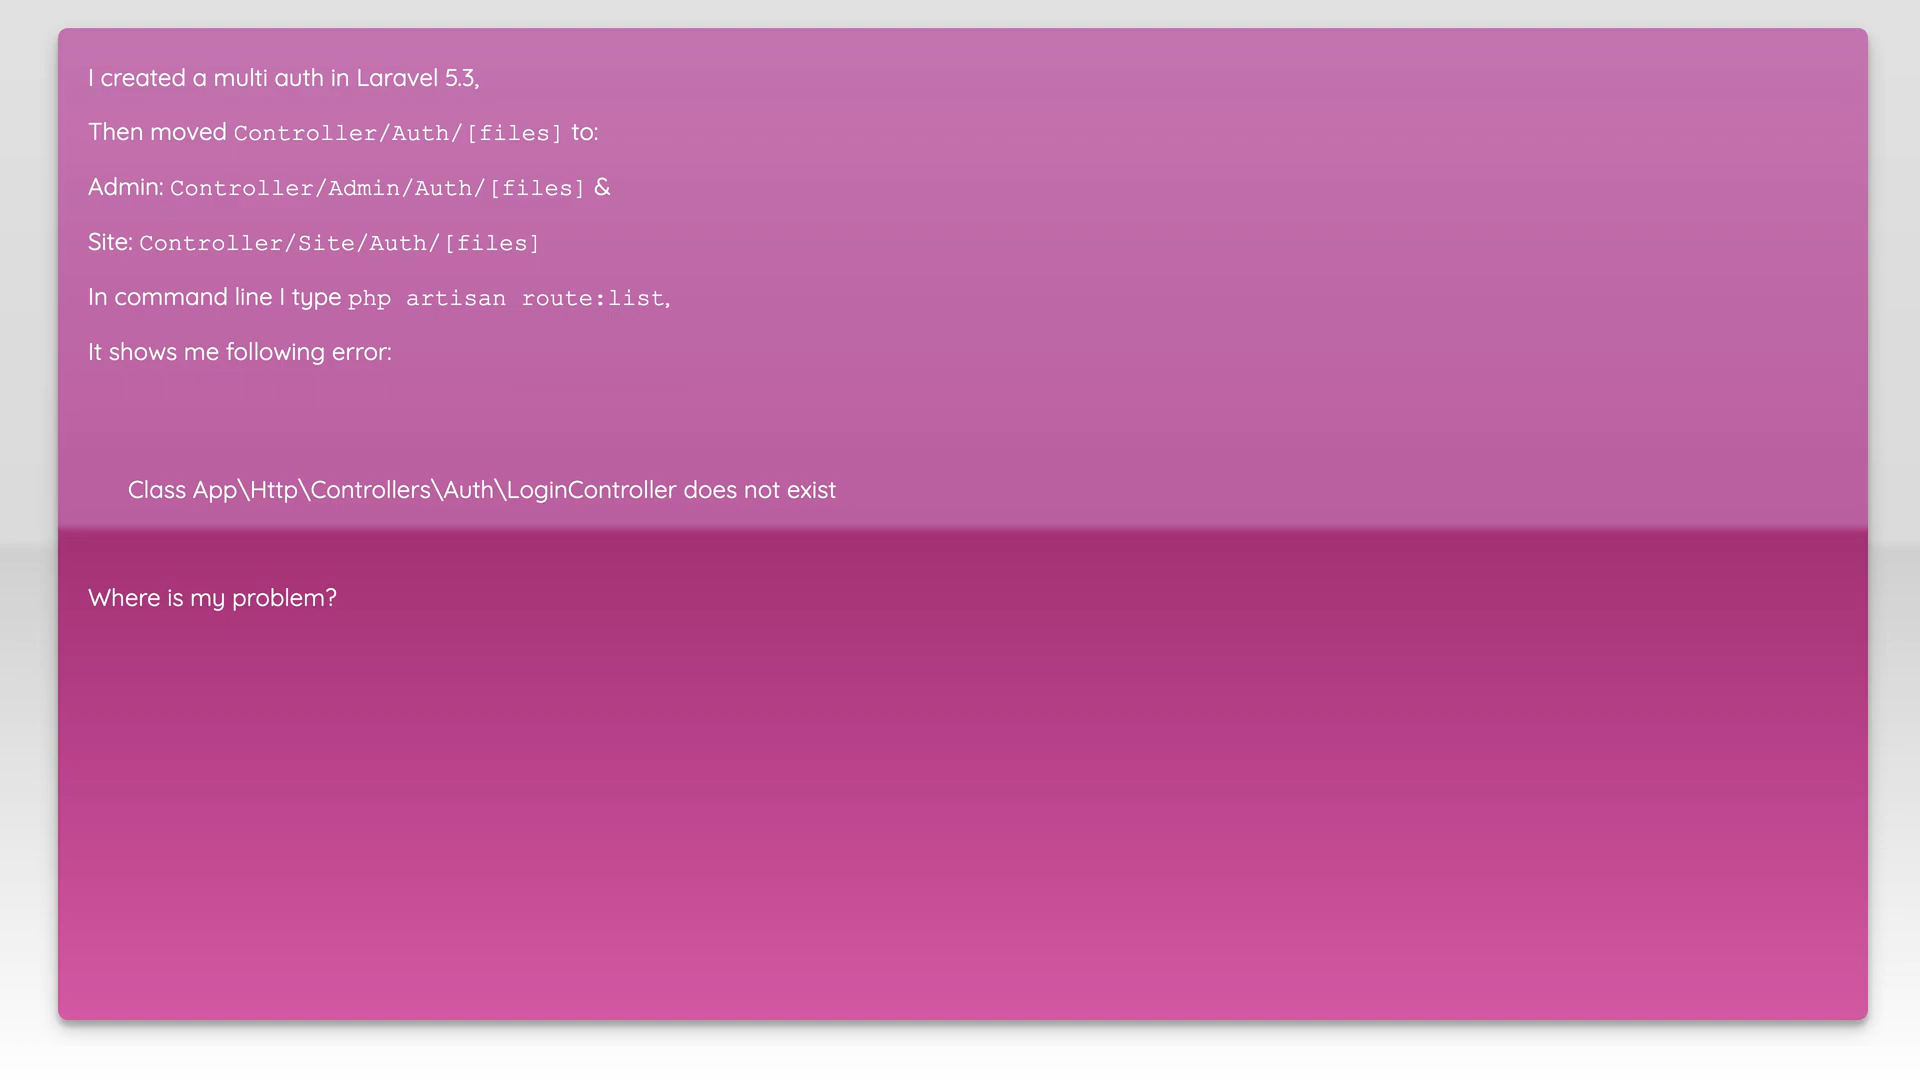 I created a multi auth in Laravel 5.3,
Then moved Controller/Auth/[files] to:
Admin: Controller/Admin/Auth/[files] &
Site: Controller/Site/Auth/[files]
In command line I type php artisan route:list,
It shows me following error:
Class App\Http\Controllers\Auth\LoginController does not exist
Where is my problem?